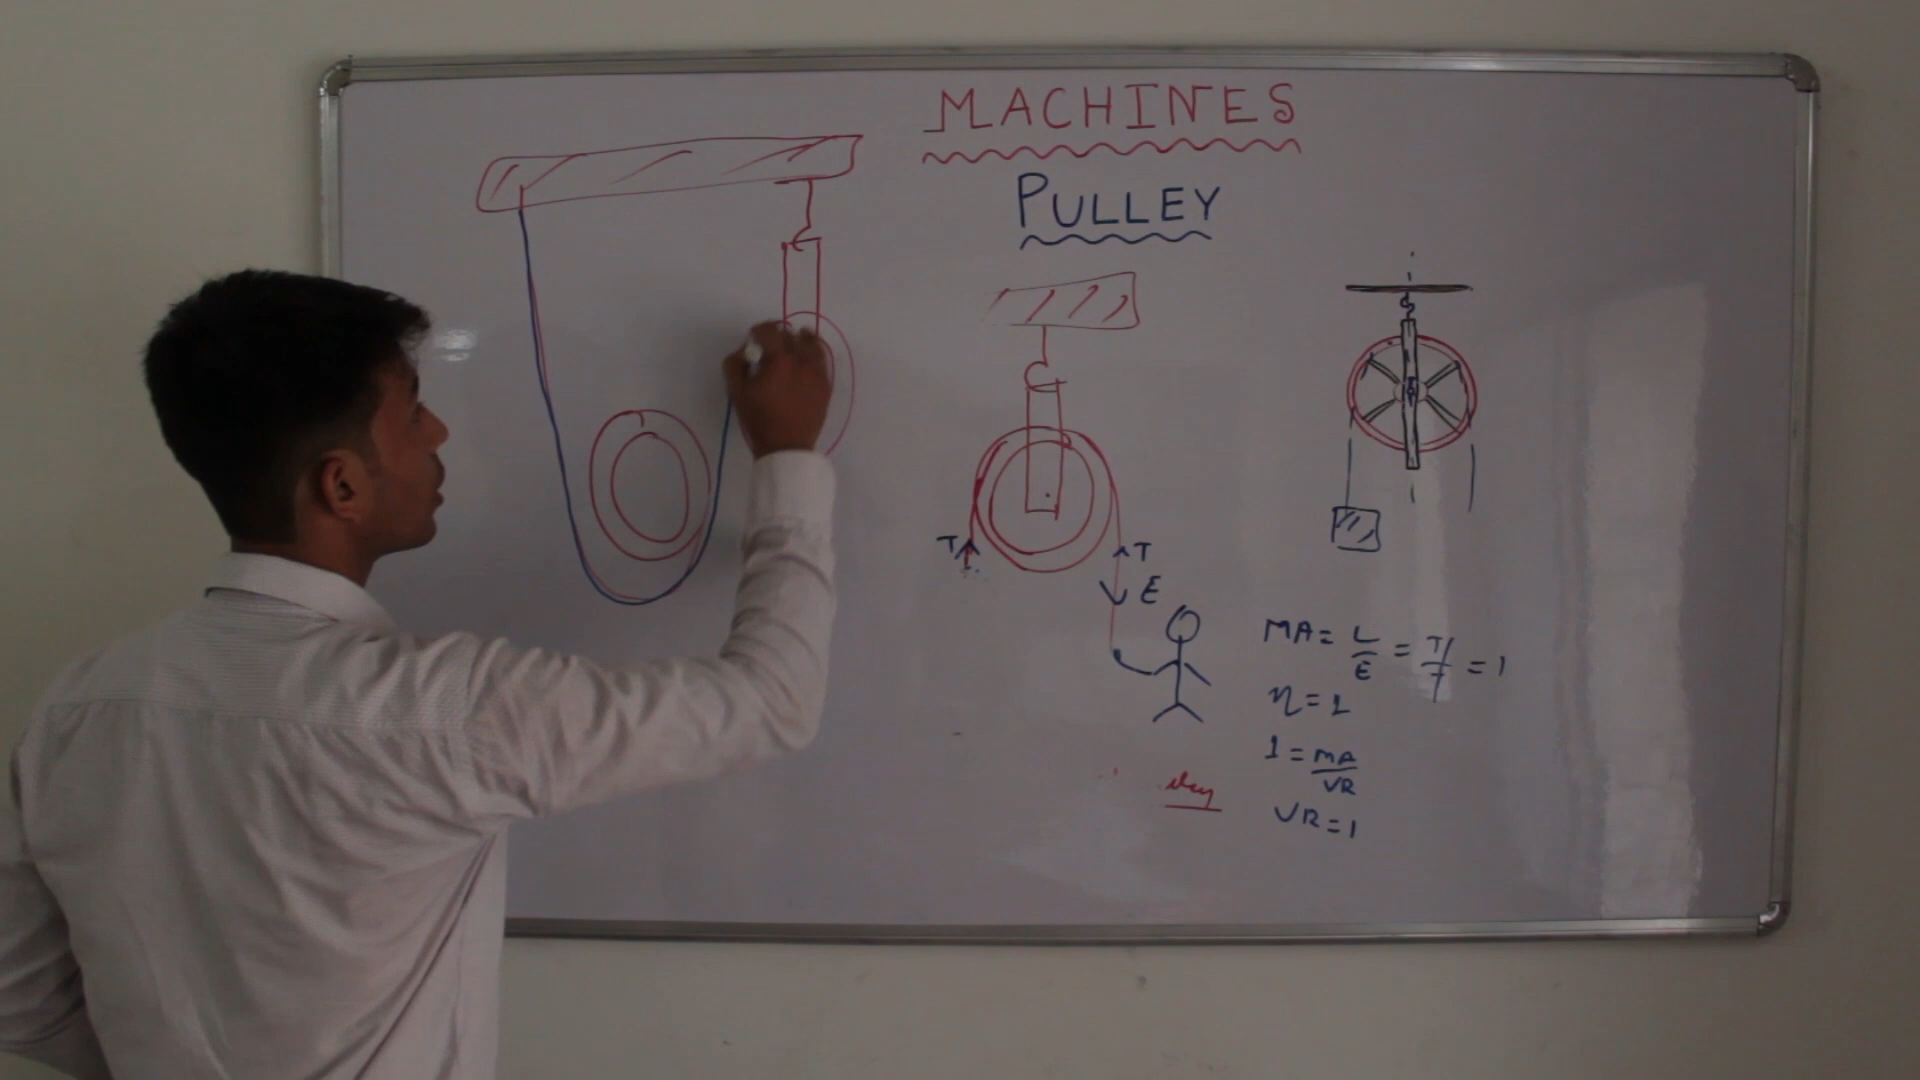 MACHINES
PULLEY
T
T
E
MA = L/E = T/T = 1
η = 1
1 = MA/VR
VR = 1